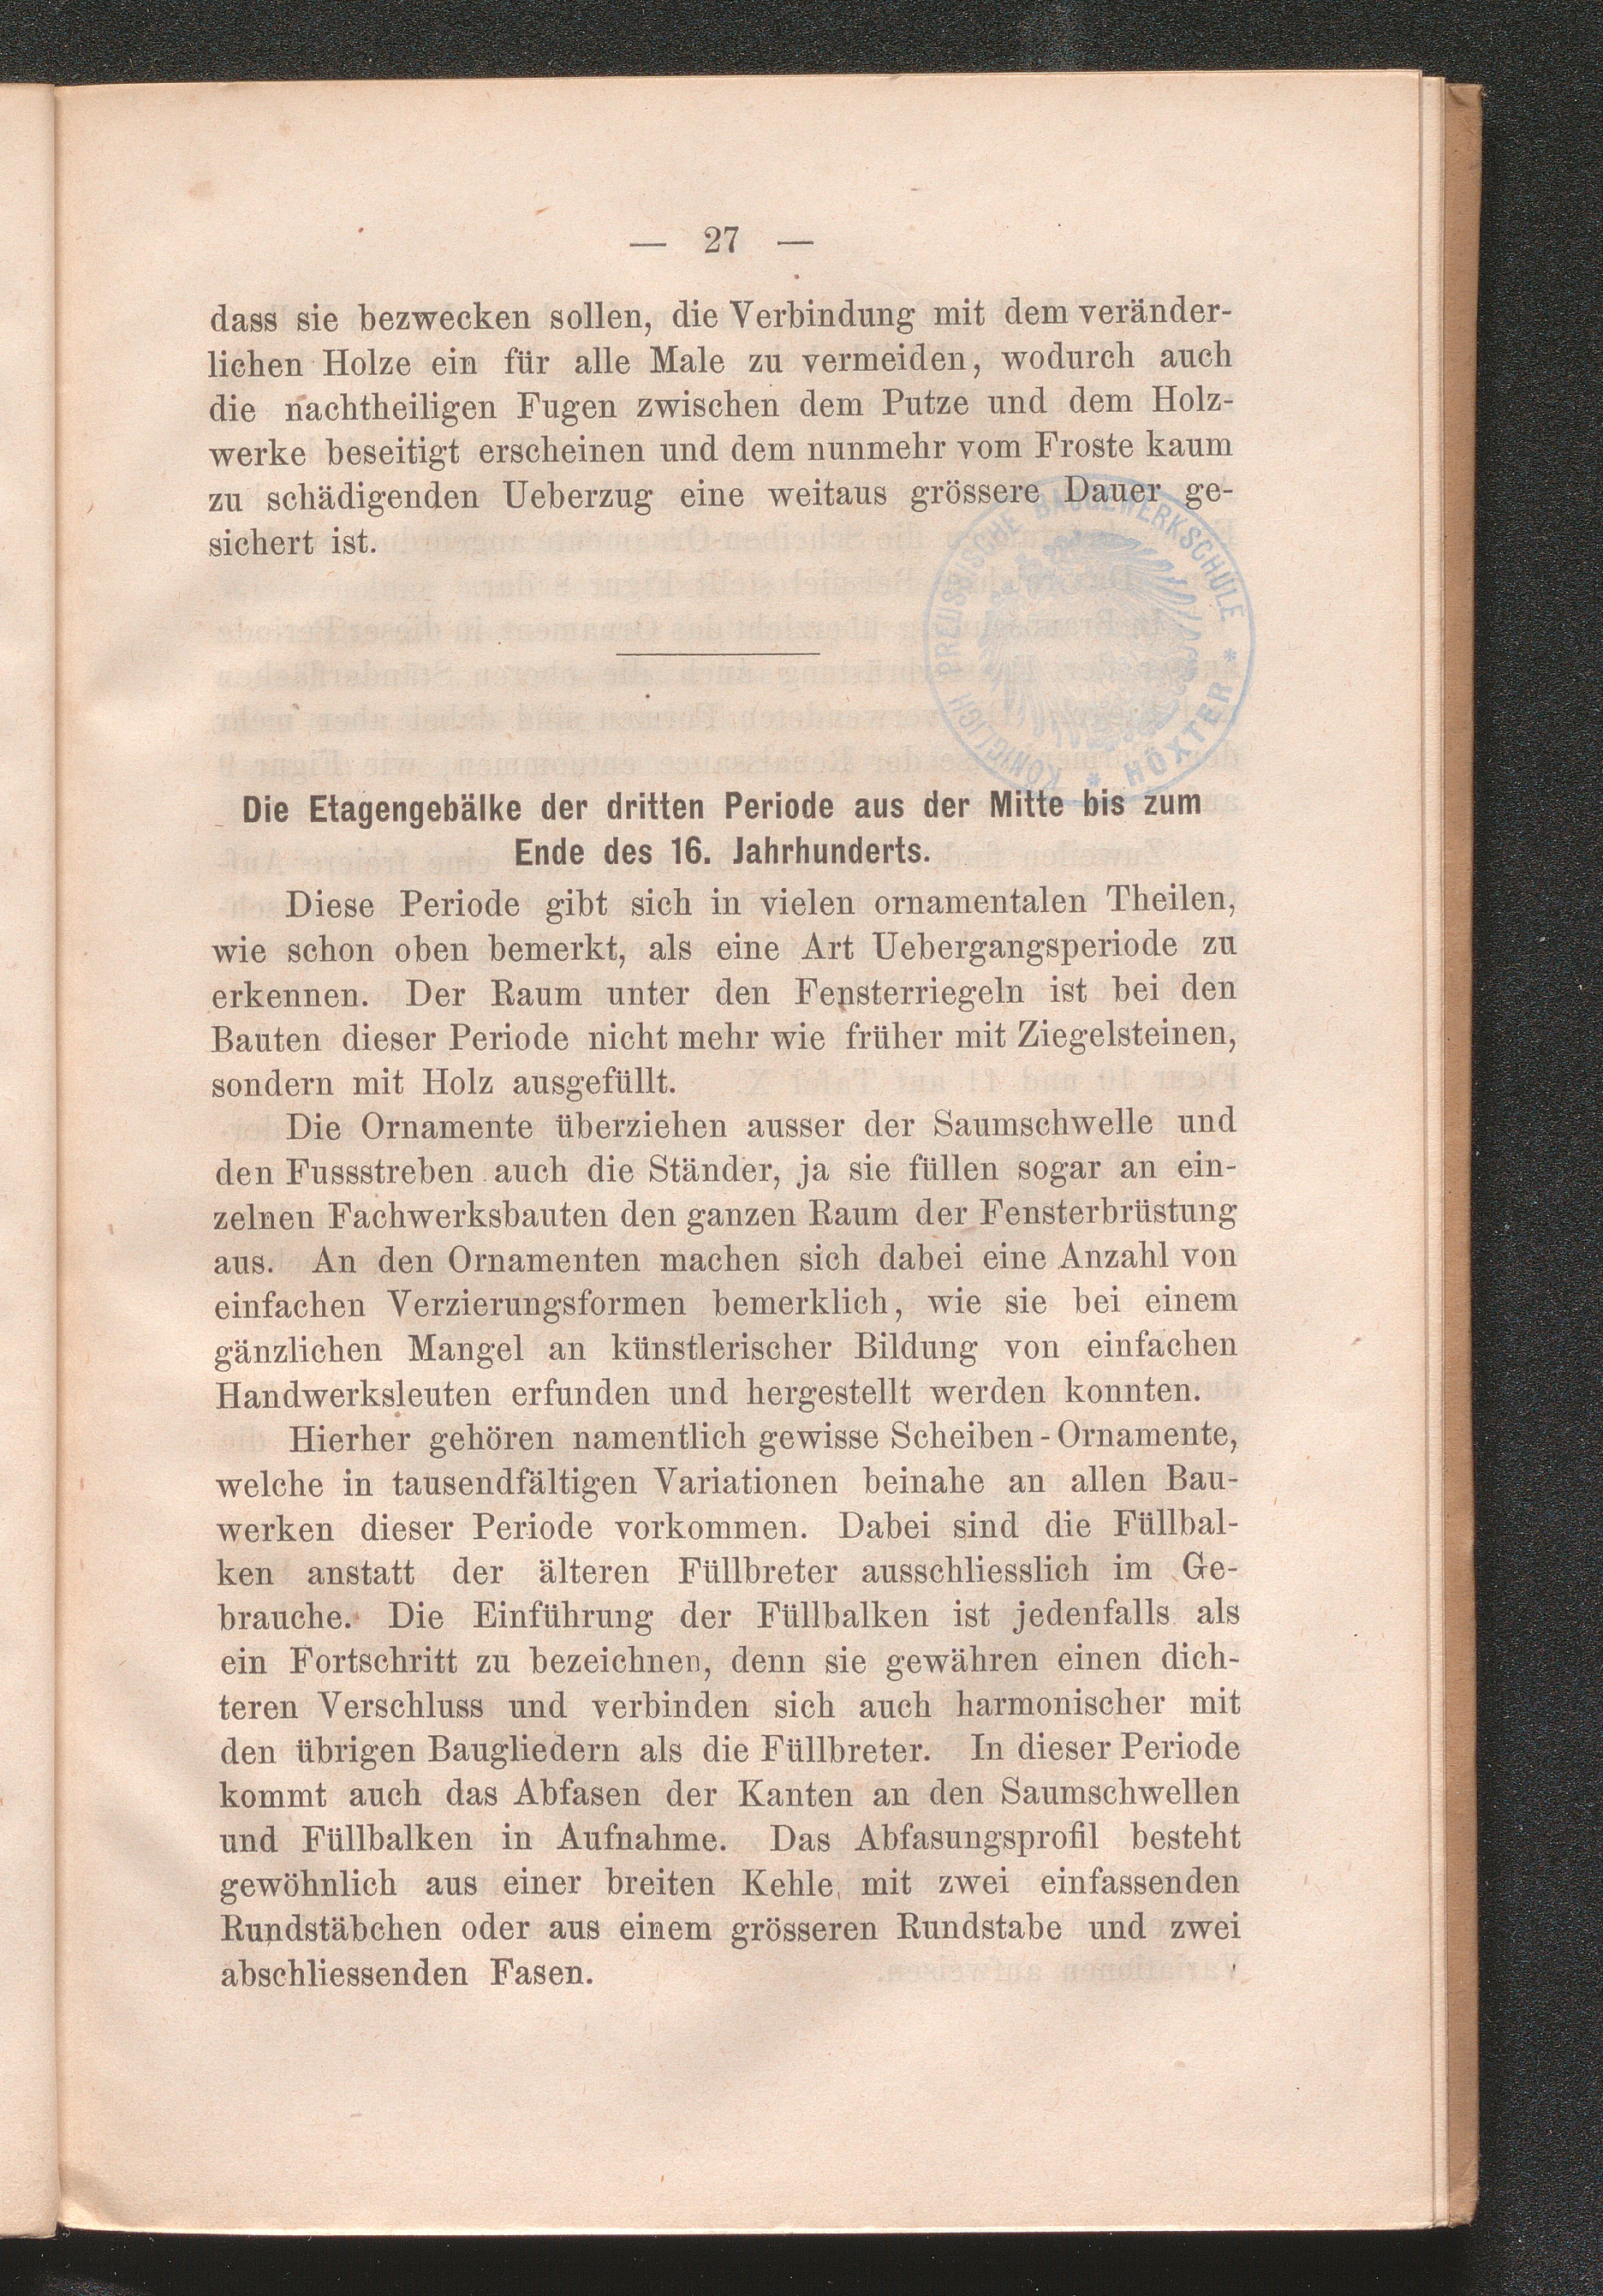 — 27 —
dass sie bezwecken sollen, die Verbindung mit dem veränder-
lichen Holze ein für alle Male zu vermeiden, wodurch auch
die nachtheiligen Fugen zwischen dem Putze und dem Holz-
werke beseitigt erscheinen und dem nunmehr vom Froste kaum
zu schädigenden Ueberzug eine weitaus grössere Dauer ge-
sichert ist.
KÖNIGLICH PREUSSISCHE BAUGEWERKSCHULE * HÖXTER *
Die Etagengebälke der dritten Periode aus der Mitte bis zum
Ende des 16. Jahrhunderts.
Diese Periode gibt sich in vielen ornamentalen Theilen,
wie schon oben bemerkt, als eine Art Uebergangsperiode zu
erkennen. Der Raum unter den Fensterriegeln ist bei den
Bauten dieser Periode nicht mehr wie früher mit Ziegelsteinen,
sondern mit Holz ausgefüllt.
Die Ornamente überziehen ausser der Saumschwelle und
den Fussstreben auch die Ständer, ja sie füllen sogar an ein-
zelnen Fachwerksbauten den ganzen Raum der Fensterbrüstung
aus. An den Ornamenten machen sich dabei eine Anzahl von
einfachen Verzierungsformen bemerklich, wie sie bei einem
gänzlichen Mangel an künstlerischer Bildung von einfachen
Handwerksleuten erfunden und hergestellt werden konnten.
Hierher gehören namentlich gewisse Scheiben-Ornamente,
welche in tausendfältigen Variationen beinahe an allen Bau-
werken dieser Periode vorkommen. Dabei sind die Füllbal-
ken anstatt der älteren Füllbreter ausschliesslich im Ge-
brauche. Die Einführung der Füllbalken ist jedenfalls als
ein Fortschritt zu bezeichnen, denn sie gewähren einen dich-
teren Verschluss und verbinden sich auch harmonischer mit
den übrigen Baugliedern als die Füllbreter. In dieser Periode
kommt auch das Abfasen der Kanten an den Saumschwellen
und Füllbalken in Aufnahme. Das Abfasungsprofil besteht
gewöhnlich aus einer breiten Kehle, mit zwei einfassenden
Rundstäbchen oder aus einem grösseren Rundstabe und zwei
abschliessenden Fasen.